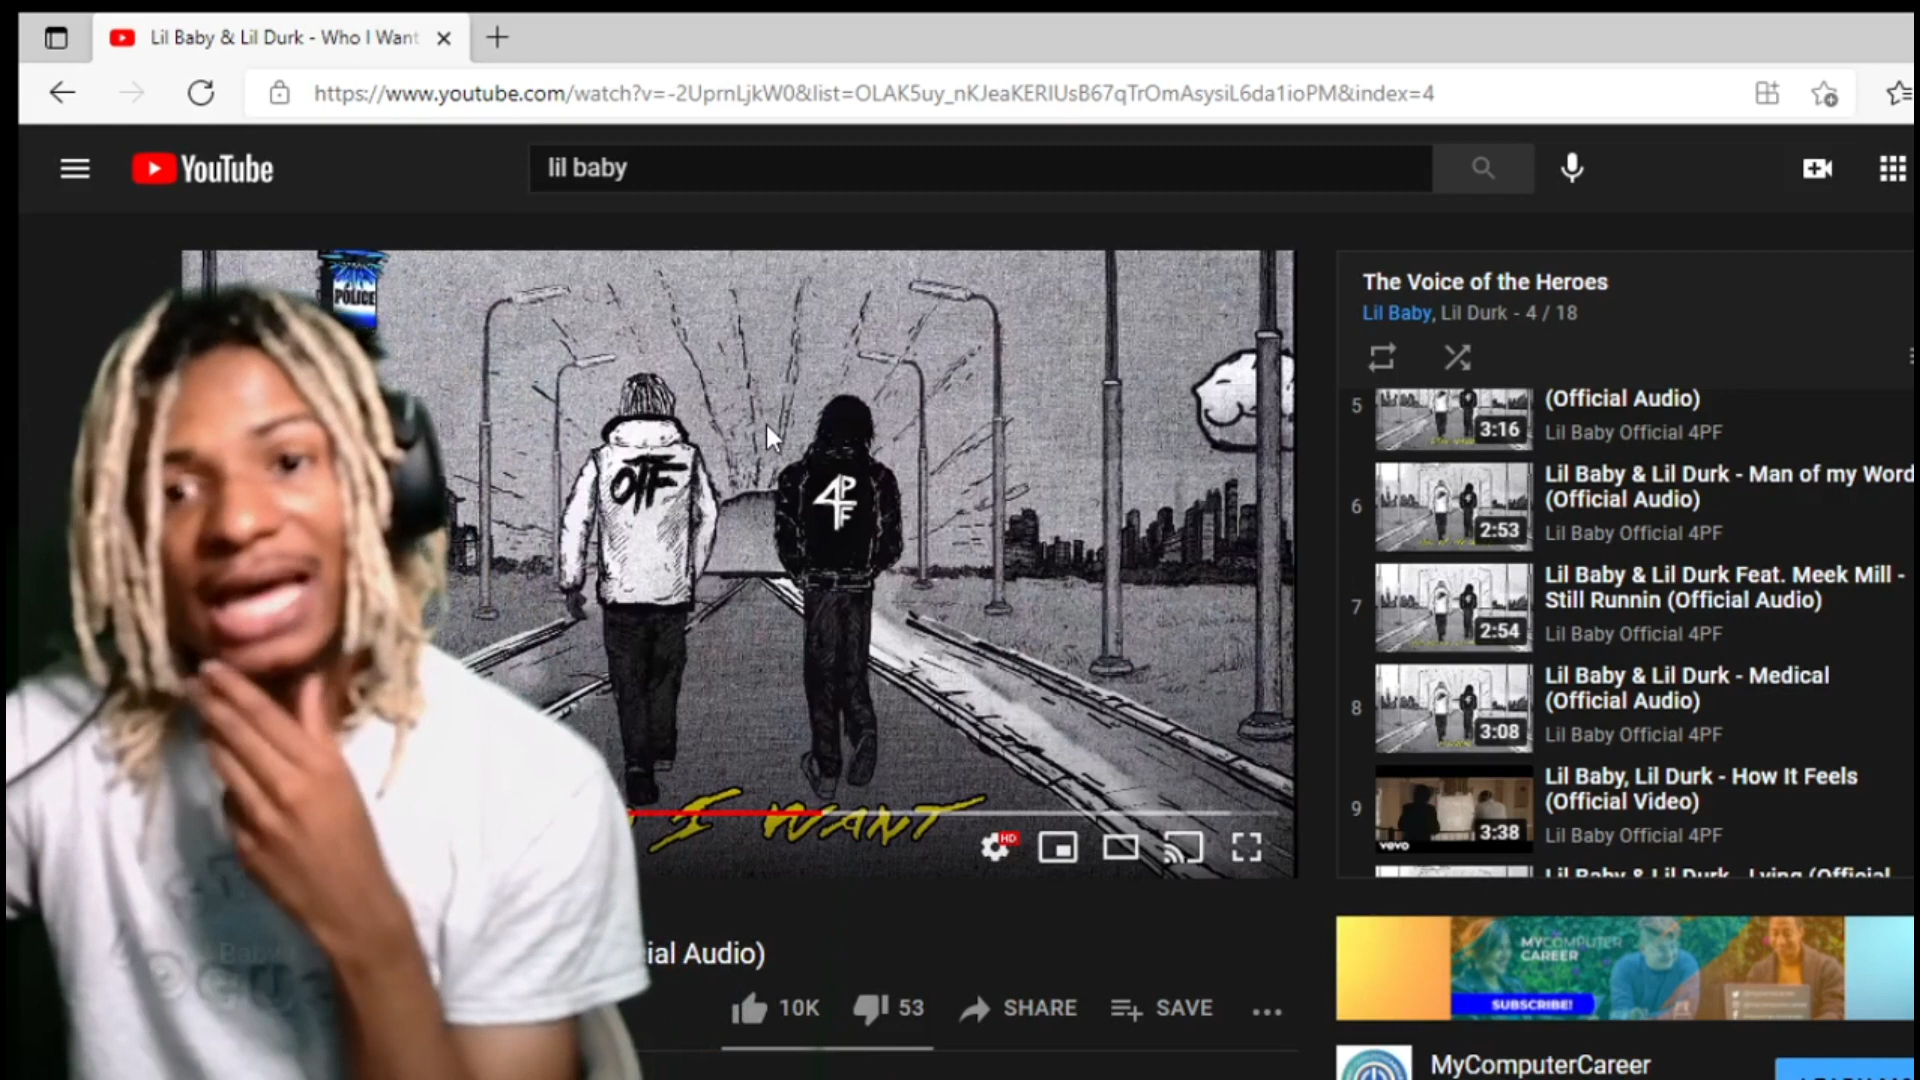 Lil Baby & Lil Durk - Who I Want
https://www.youtube.com/watch?v=-2UprnLjkW0&list=OLAK5uy_nKJeaKERIUsB67qTrOmAsysiL6da1ioPM&index=4
YouTube
lil baby
POLICE
OTF
4PF
I WANT
HD
The Voice of the Heroes
Lil Baby, Lil Durk - 4 / 18
5
(Official Audio)
3:16
Lil Baby Official 4PF
6
Lil Baby & Lil Durk - Man of my Word
(Official Audio)
2:53
Lil Baby Official 4PF
7
Lil Baby & Lil Durk Feat. Meek Mill -
Still Runnin (Official Audio)
2:54
Lil Baby Official 4PF
8
Lil Baby & Lil Durk - Medical
(Official Audio)
3:08
Lil Baby Official 4PF
9
Lil Baby, Lil Durk - How It Feels
(Official Video)
3:38
vevo
Lil Baby Official 4PF
Lil Baby & Lil Durk - Lying (Official
ial Audio)
10K
53
SHARE
SAVE
MYCOMPUTER
CAREER
SUBSCRIBE!
MyComputerCareer